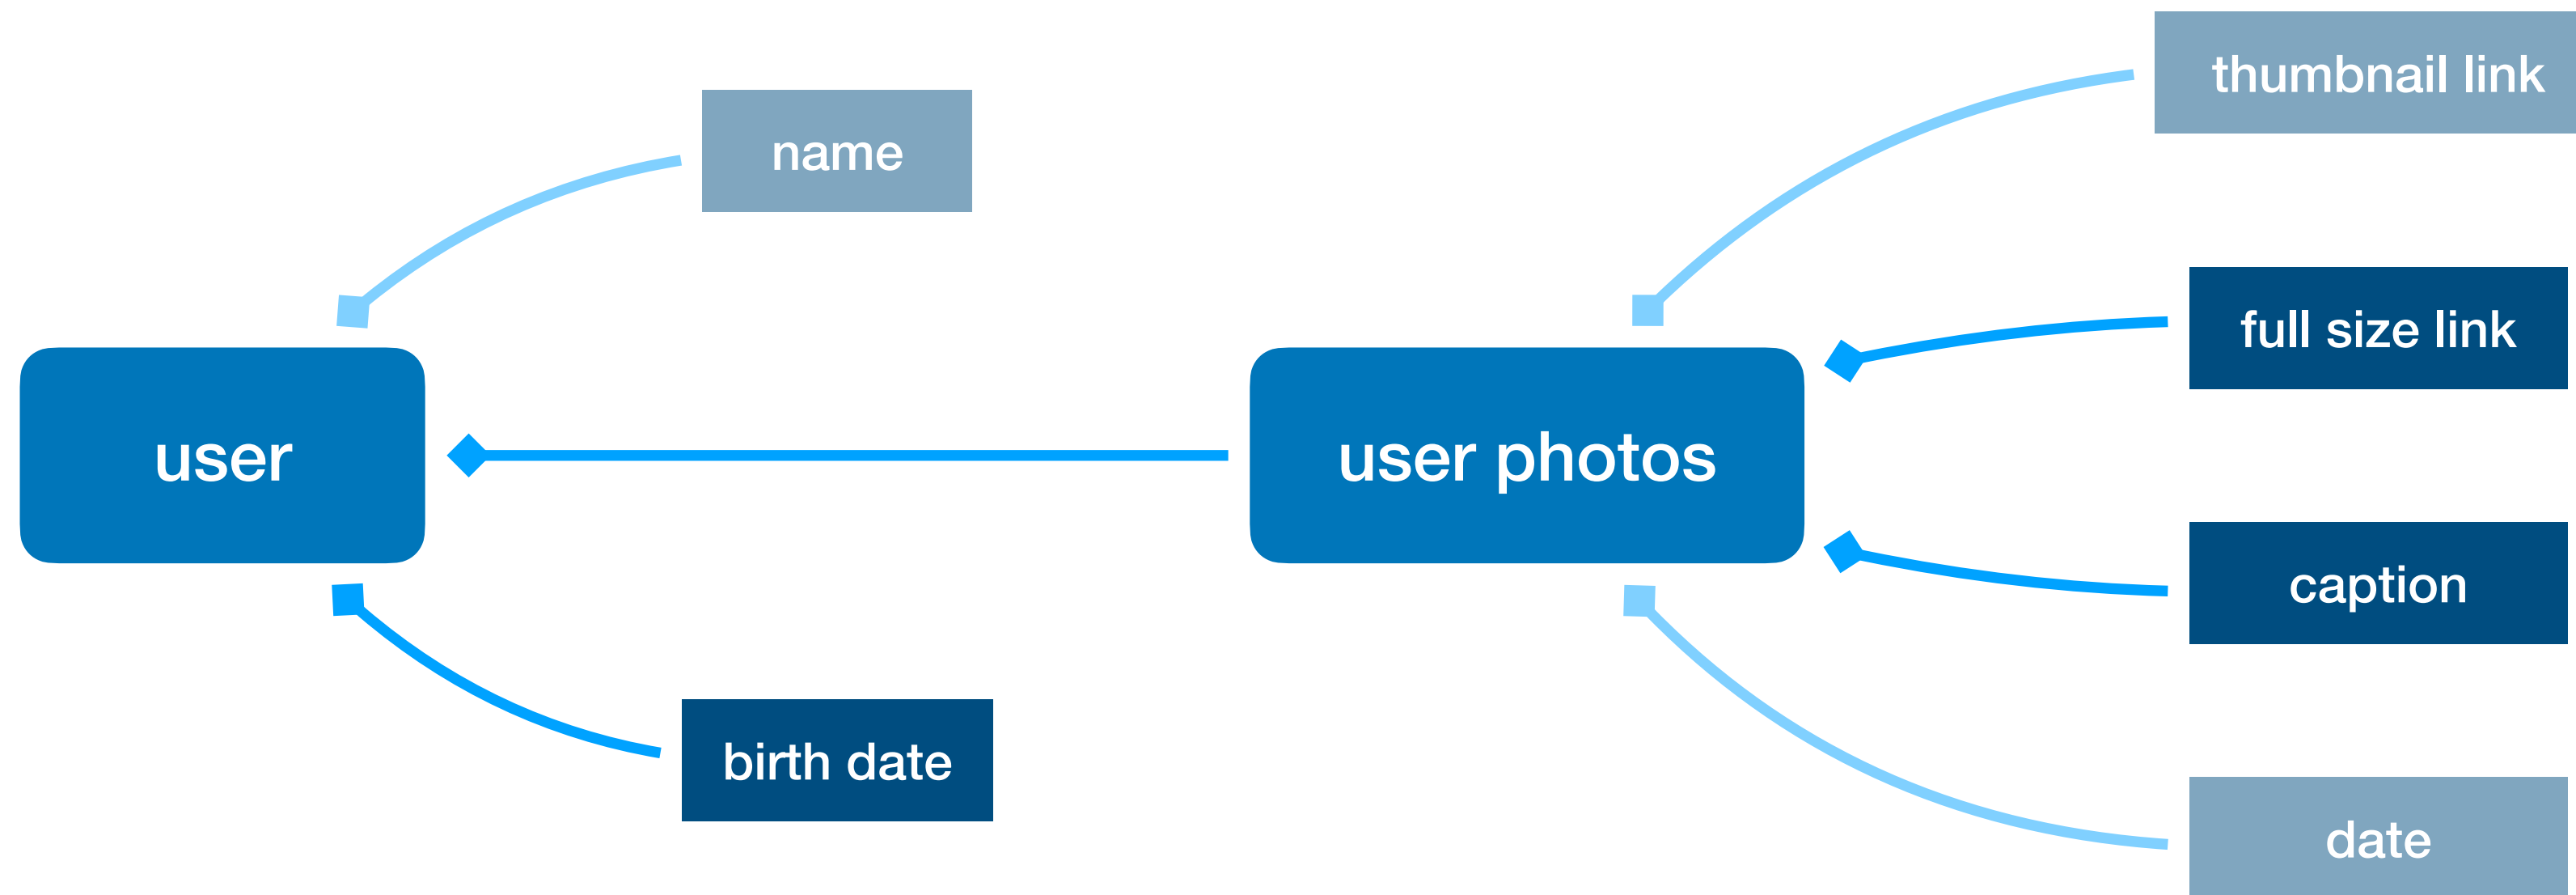 thumbnail link
name
full size link
user
user photos
caption
birth date
date